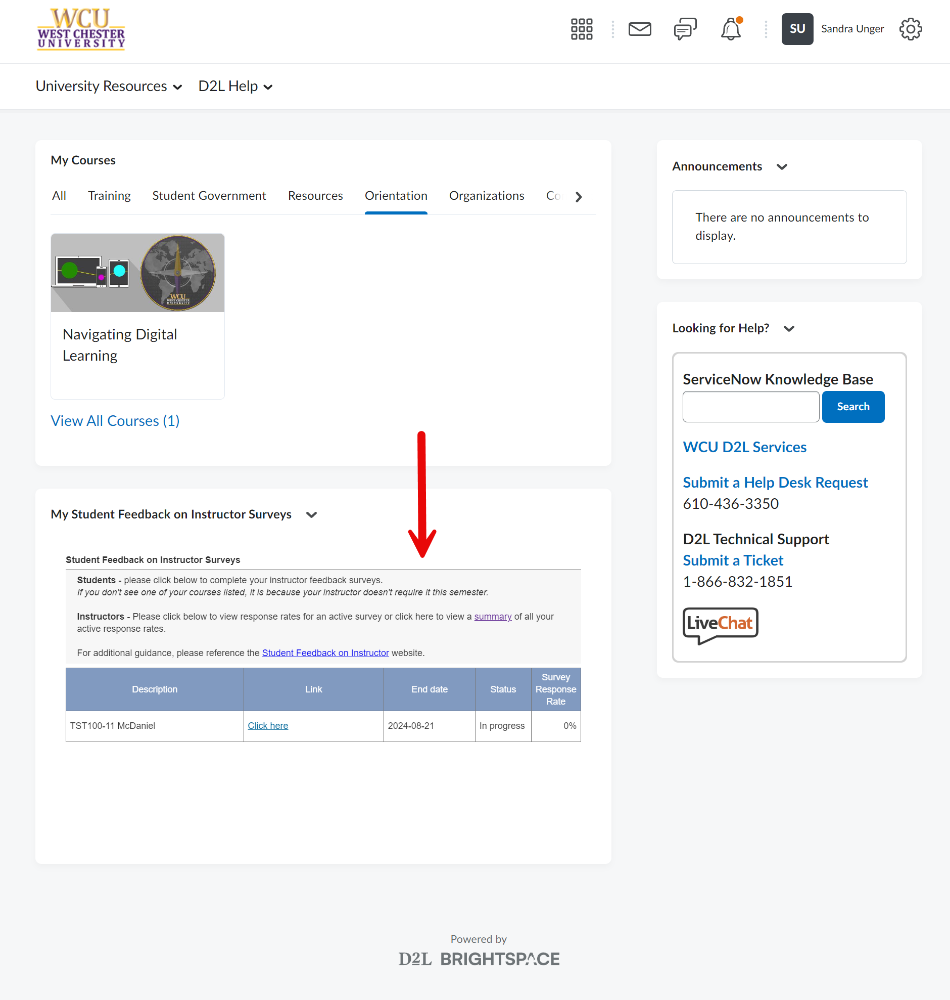 WCU
WEST CHESTER
UNIVERSITY
SU
Sandra Unger
University Resources
D2L Help
My Courses
All
Training
Student Government
Resources
Orientation
Organizations
Co
WCU
WEST CHESTER
UNIVERSITY
Navigating Digital
Learning
View All Courses (1)
My Student Feedback on Instructor Surveys
Student Feedback on Instructor Surveys
Students - please click below to complete your instructor feedback surveys.
If you don't see one of your courses listed, it is because your instructor doesn't require it this semester.
Instructors - Please click below to view response rates for an active survey or click here to view a summary of all your
active response rates.
For additional guidance, please reference the Student Feedback on Instructor website.
Description
Link
End date
Status
Survey
Response
Rate
TST100-11 McDaniel
Click here
2024-08-21
In progress
0%
Announcements
There are no announcements to
display.
Looking for Help?
ServiceNow Knowledge Base
Search
WCU D2L Services
Submit a Help Desk Request
610-436-3350
D2L Technical Support
Submit a Ticket
1-866-832-1851
LiveChat
Powered by
D2L BRIGHTSPACE